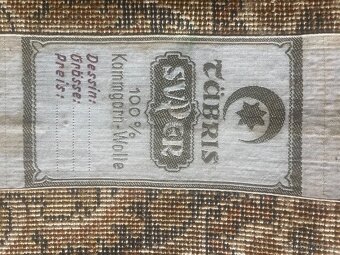 TÄBRIS
SUPER
100%
Kammgarn-Wolle
Dessin:
Grösse:
Preis: